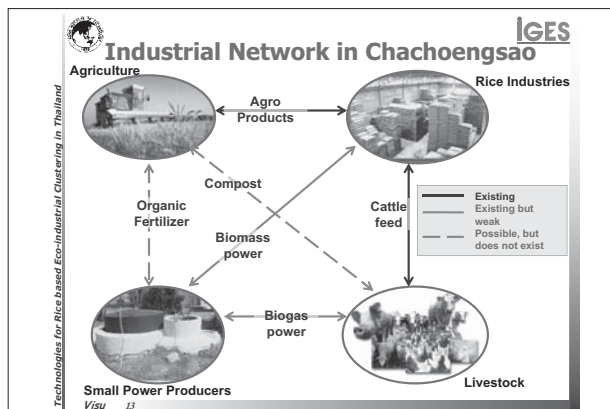 IGES
Industrial Network in Chachoengsao
Agriculture
Rice Industries
Agro
Products
Compost
Organic
Fertilizer
Cattle
feed
Biomass
power
Existing
Existing but
weak
Possible, but
does not exist
Biogas
power
Small Power Producers
Livestock
Visu 13
Technologies for Rice based Eco-industrial Clustering in Thailand